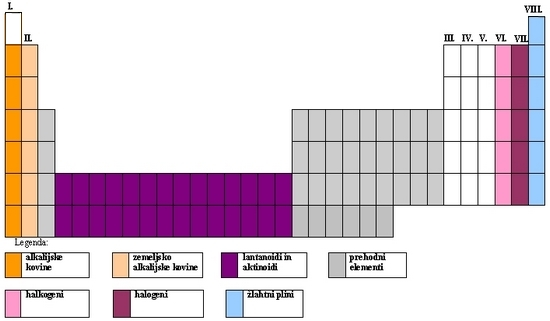 I.
VIII.
II.
III. IV. V. VI. VII.
Legenda:
alkalijske
kovine
zemeljsko
alkalijske kovine
lantanoidi in
aktinoidi
prehodni
elementi
halkogeni
halogeni
žlahtni plini